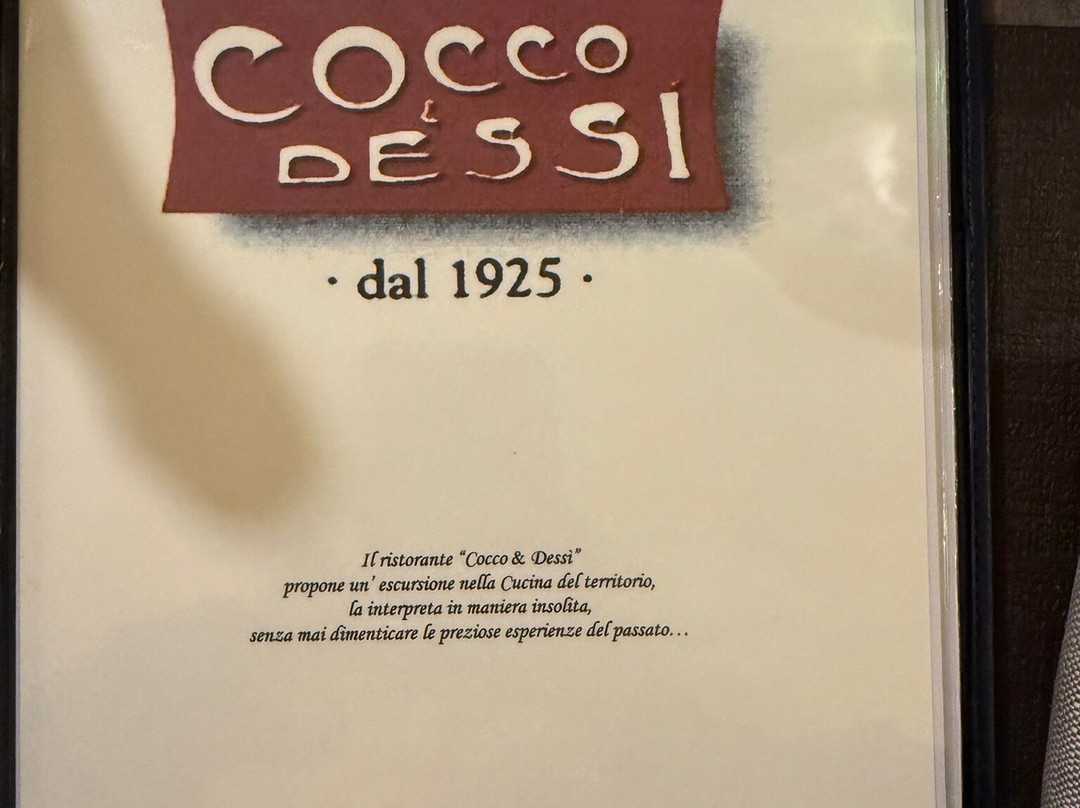 COCCO
DESSÌ
· dal 1925 ·
Il ristorante “Cocco & Dessì”
propone un’ escursione nella Cucina del territorio,
la interpreta in maniera insolita,
senza mai dimenticare le preziose esperienze del passato…